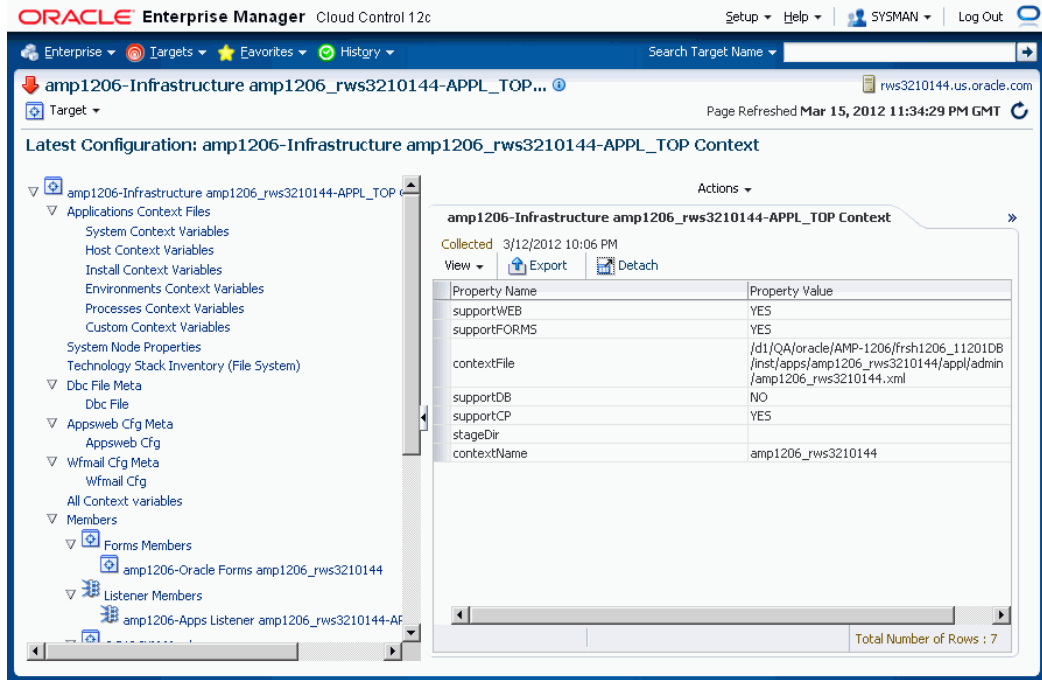 ORACLE Enterprise Manager Cloud Control 12c
Setup Help SYSMAN Log Out
Enterprise Targets Favorites History Search Target Name
amp1206-Infrastructure amp1206_rws3210144-APPL_TOP...
rws3210144.us.oracle.com
Target
Page Refreshed Mar 15, 2012 11:34:29 PM GMT
Latest Configuration: amp1206-Infrastructure amp1206_rws3210144-APPL_TOP Context
amp1206-Infrastructure amp1206_rws3210144-APPL_TOP
Applications Context Files
System Context Variables
Host Context Variables
Install Context Variables
Environments Context Variables
Processes Context Variables
Custom Context Variables
System Node Properties
Technology Stack Inventory (File System)
Dbc File Meta
Dbc File
Appsweb Cfg Meta
Appsweb Cfg
Wfmail Cfg Meta
Wfmail Cfg
All Context variables
Members
Forms Members
amp1206-Oracle Forms amp1206_rws3210144
Listener Members
amp1206-Apps Listener amp1206_rws3210144-AP
Actions
amp1206-Infrastructure amp1206_rws3210144-APPL_TOP Context
Collected 3/12/2012 10:06 PM
View Export Detach
Property Name Property Value
supportWEB YES
supportFORMS YES
contextFile /d1/QA/oracle/AMP-1206/frsh1206_11201DB
/inst/apps/amp1206_rws3210144/appl/admin
/amp1206_rws3210144.xml
supportDB NO
supportCP YES
stageDir
contextName amp1206_rws3210144
Total Number of Rows : 7